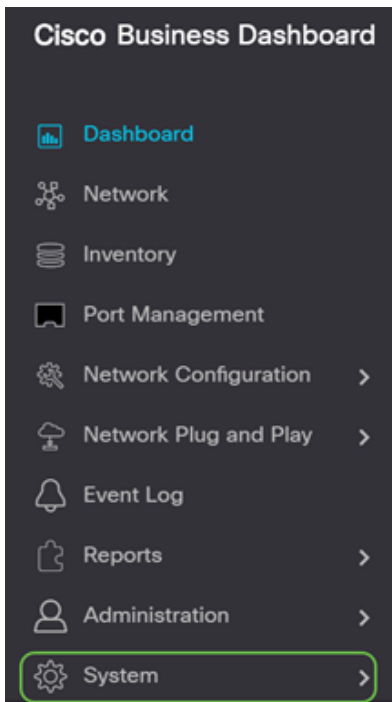 Cisco Business Dashboard
Dashboard
Network
Inventory
Port Management
Network Configuration
Network Plug and Play
Event Log
Reports
Administration
System